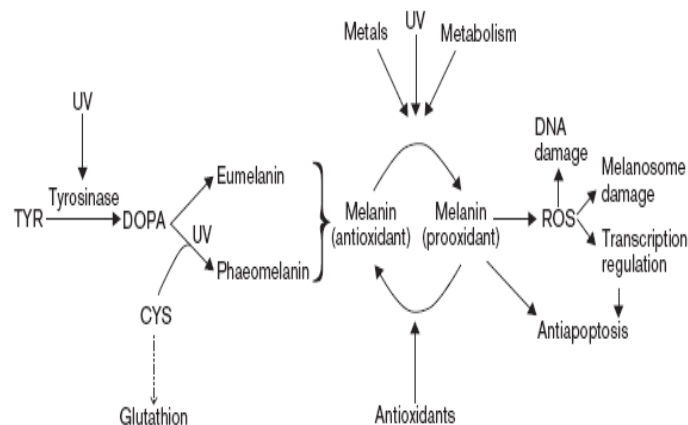 UV
Metals
Metabolism
UV
DNA
damage
Melanosome
damage
Tyrosinase
Eumelanin
TYR
DOPA
Melanin
(antioxidant)
Melanin
(prooxidant)
ROS
UV
Transcription
regulation
Phaeomelanin
CYS
Antiapoptosis
Glutathion
Antioxidants